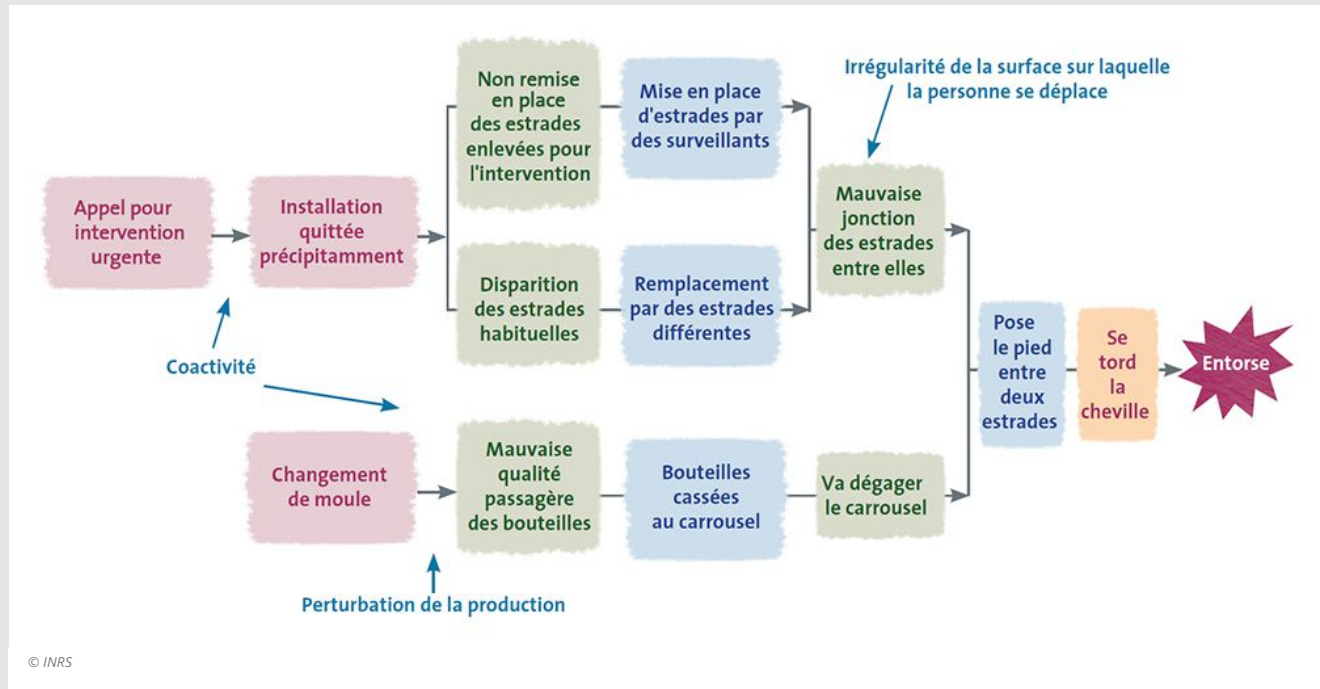 Non remise
en place
des estrades
enlevées pour
l'intervention
Mise en place
d'estrades par
des surveillants
Irrégularité de la surface sur laquelle
la personne se déplace
Appel pour
intervention
urgente
Installation
quittée
précipitamment
Mauvaise
jonction
des estrades
entre elles
Disparition
des estrades
habituelles
Remplacement
par des estrades
différentes
Coactivité
Pose
le pied
entre
deux
estrades
Se
tord
la
cheville
Entorse
Changement
de moule
Mauvaise
qualité
passagère
des bouteilles
Bouteilles
cassées
au carrousel
Va dégager
le carrousel
Perturbation de la production
© INRS